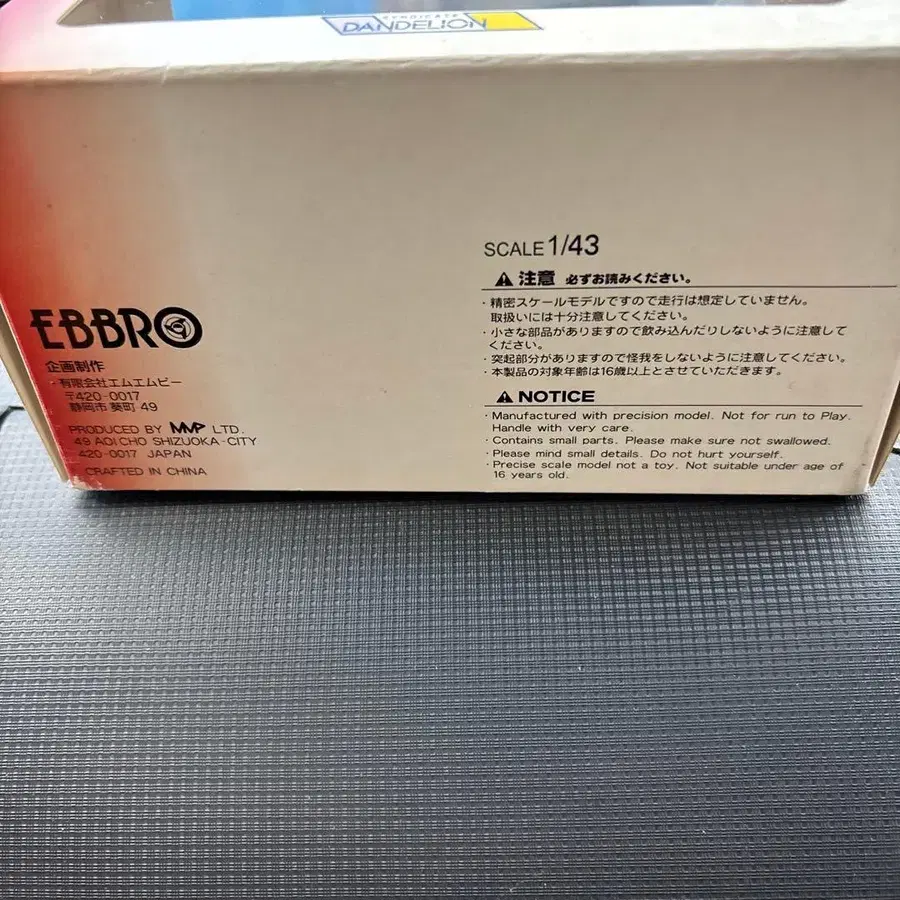 SYNDICATE
DANDELION
SCALE 1/43
注意 必ずお読みください。
・精密スケールモデルですので走行は想定していません。
取扱いには十分注意してください。
・小さな部品がありますので飲み込んだりしないように注意して
ください。
・突起部分がありますので怪我をしないように注意してください。
・本製品の対象年齢は16歳以上とさせていただきます。
NOTICE
・Manufactured with precision model. Not for run to Play.
Handle with very care.
・Contains small parts. Please make sure not swallowed.
・Please mind small details. Do not hurt yourself.
・Precise scale model not a toy. Not suitable under age of
16 years old.
EBBRO
企画制作
・有限会社エムエムピー
〒420-0017
静岡市 葵町 49
PRODUCED BY MMP LTD.
49 AOI CHO SHIZUOKA-CITY
420-0017 JAPAN
CRAFTED IN CHINA